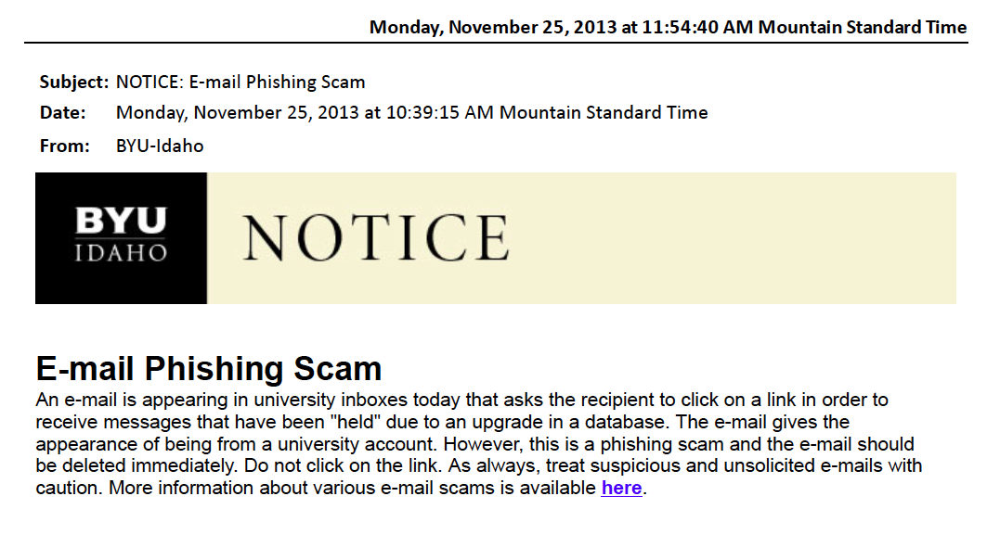 Monday, November 25, 2013 at 11:54:40 AM Mountain Standard Time
Subject: NOTICE: E-mail Phishing Scam
Date: Monday, November 25, 2013 at 10:39:15 AM Mountain Standard Time
From: BYU-Idaho
BYU
IDAHO
NOTICE
E-mail Phishing Scam
An e-mail is appearing in university inboxes today that asks the recipient to click on a link in order to
receive messages that have been "held" due to an upgrade in a database. The e-mail gives the
appearance of being from a university account. However, this is a phishing scam and the e-mail should
be deleted immediately. Do not click on the link. As always, treat suspicious and unsolicited e-mails with
caution. More information about various e-mail scams is available here.